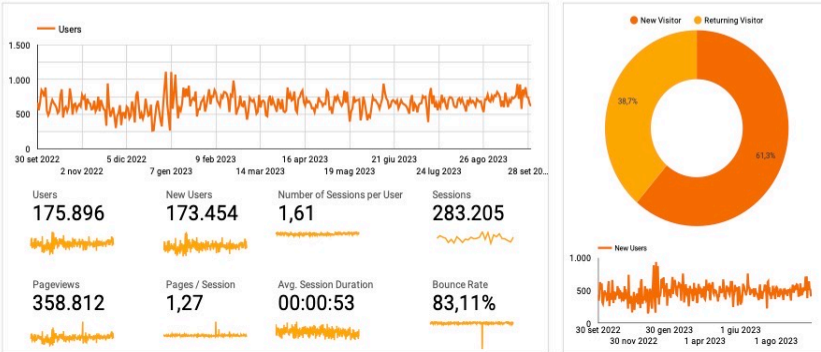 Users
1.500
1.000
500
0
30 set 2022
5 dic 2022
9 feb 2023
16 apr 2023
21 giu 2023
26 ago 2023
2 nov 2022
7 gen 2023
14 mar 2023
19 mag 2023
24 lug 2023
28 set 20...
Users
175.896
New Users
173.454
Number of Sessions per User
1,61
Sessions
283.205
Pageviews
358.812
Pages / Session
1,27
Avg. Session Duration
00:00:53
Bounce Rate
83,11%
New Visitor
Returning Visitor
38,7%
61,3%
New Users
1.000
500
0
30 set 2022
30 gen 2023
1 giu 2023
30 nov 2022
1 apr 2023
1 ago 2023